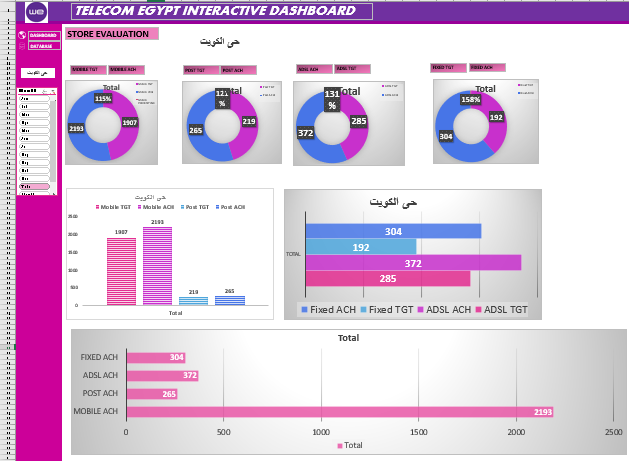 we
TELECOM EGYPT INTERACTIVE DASHBOARD
DASHBOARD
DATABASE
STORE EVALUATION
حى الكويت
حى الكويت
MOBILE TGT MOBILE ACH
POST TGT POST ACH
ADSL ACH ADSL TGT
FIXED TGT FIXED ACH
Total
115%
2193
1907
Total
121%
265
219
Total
131%
372
285
Total
158%
304
192
حى الكويت
Mobile TGT Mobile ACH Post TGT Post ACH
2500
2000
1500
1000
500
0
1907
2193
219
265
Total
حى الكويت
TOTAL
304
192
372
285
Fixed ACH Fixed TGT ADSL ACH ADSL TGT
Total
FIXED ACH 304
ADSL ACH 372
POST ACH 265
MOBILE ACH 2193
0 500 1000 1500 2000 2500
Total